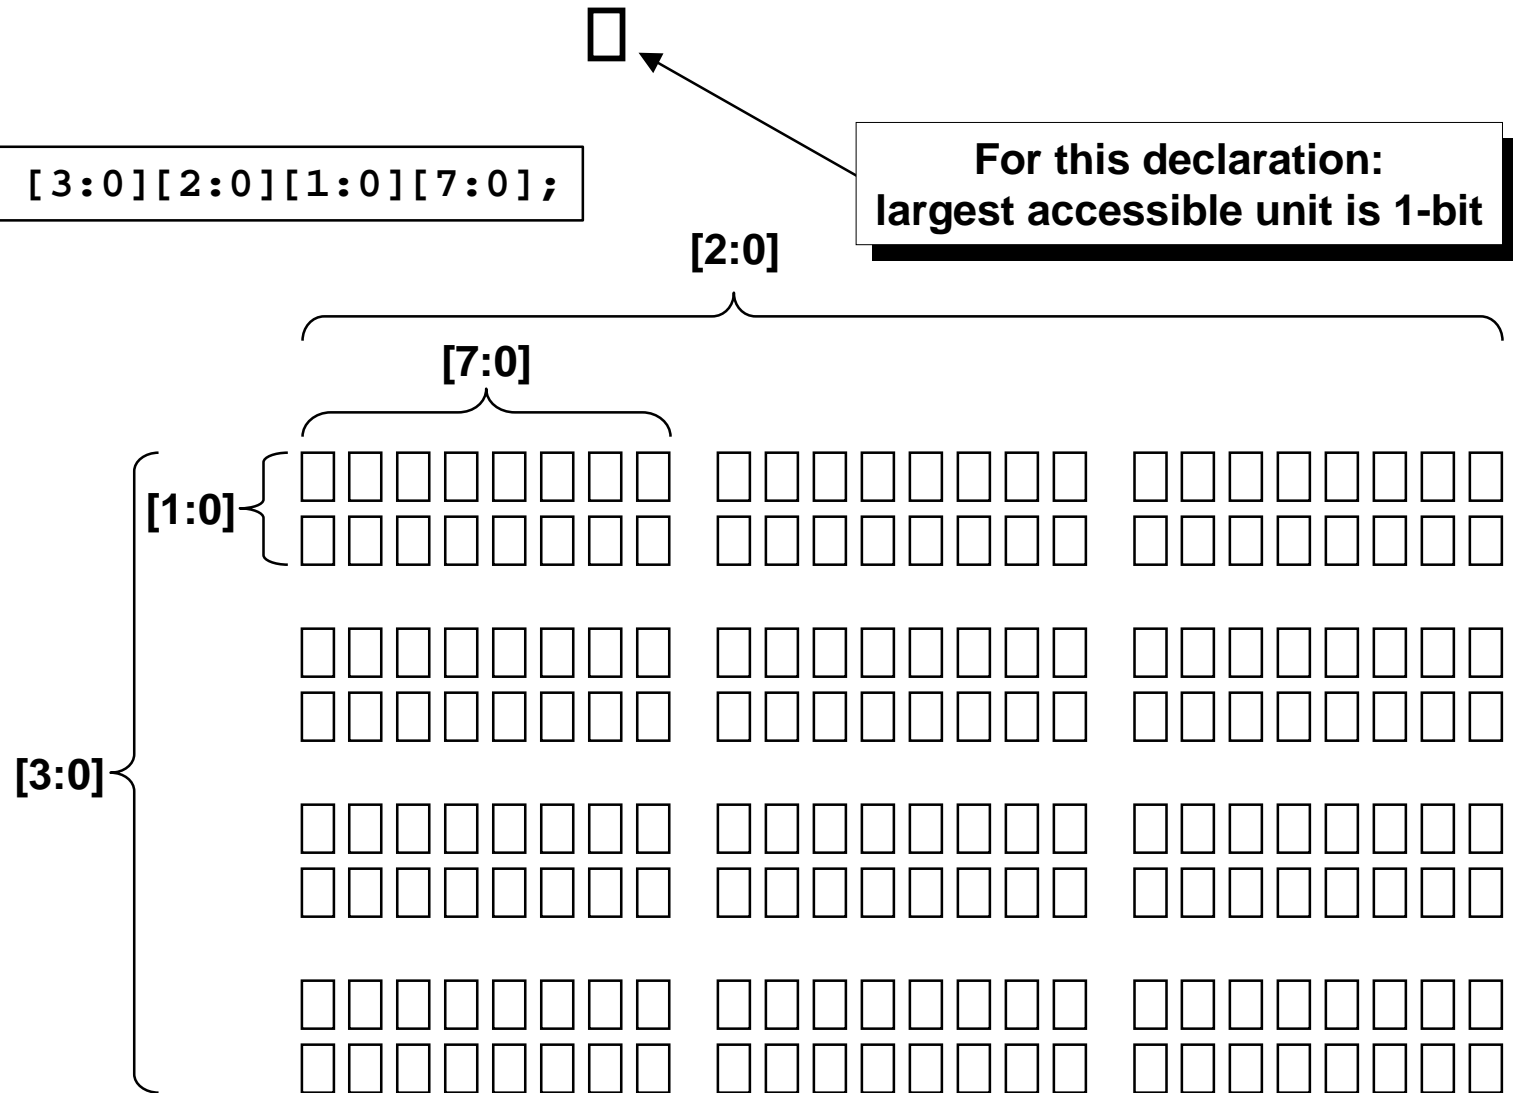 [3:0][2:0][1:0][7:0];
For this declaration:
largest accessible unit is 1-bit
[2:0]
[7:0]
[1:0]
[3:0]